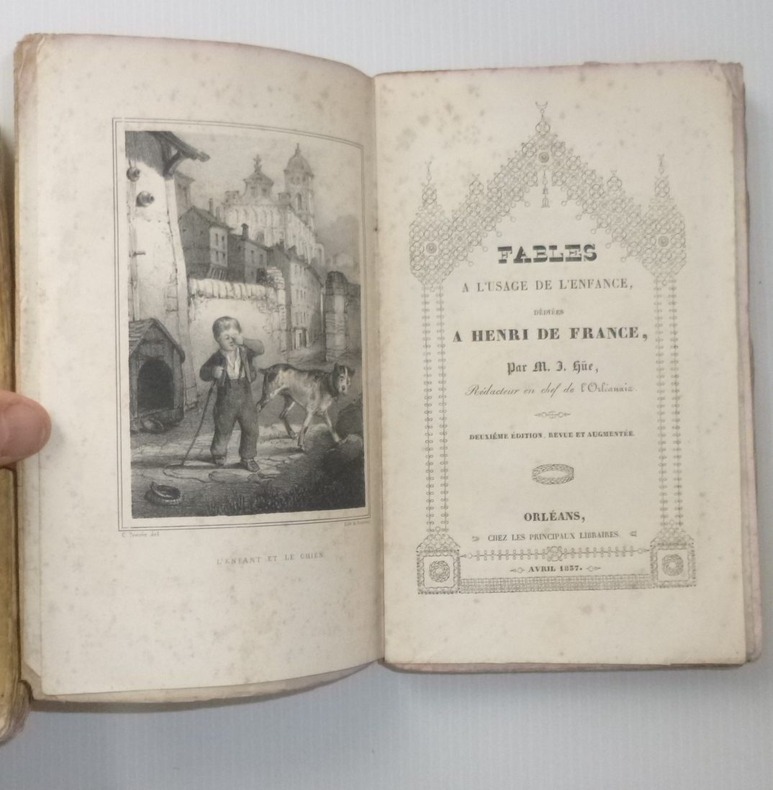 L'ENFANT ET LE CHIEN
FABLES
A L'USAGE DE L'ENFANCE,
DÉDIÉES
A HENRI DE FRANCE,
Par M. J. Hüe,
Rédacteur en chef de l'Orléanais
DEUXIÉME ÉDITION, REVUE ET AUGMENTÉE.
ORLÉANS,
CHEZ LES PRINCIPAUX LIBRAIRES.
AVRIL 1837.